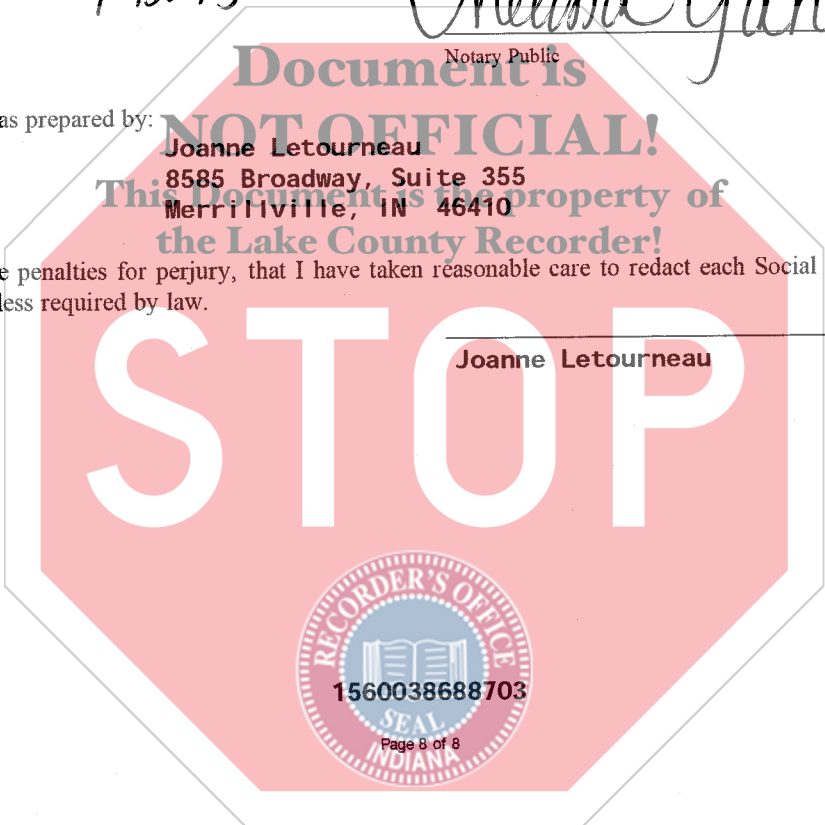 Notary Public
Document is
as prepared by:
NOT OFFICIAL!
Joanne Letourneau
8585 Broadway, Suite 355
This Document is the property of
Merrillville, IN 46410
the Lake County Recorder!
e penalties for perjury, that I have taken reasonable care to redact each Social
less required by law.
STOP
Joanne Letourneau
RECORDER'S OFFICE
1560038688703
SEAL
Page 8 of 8
INDIANA